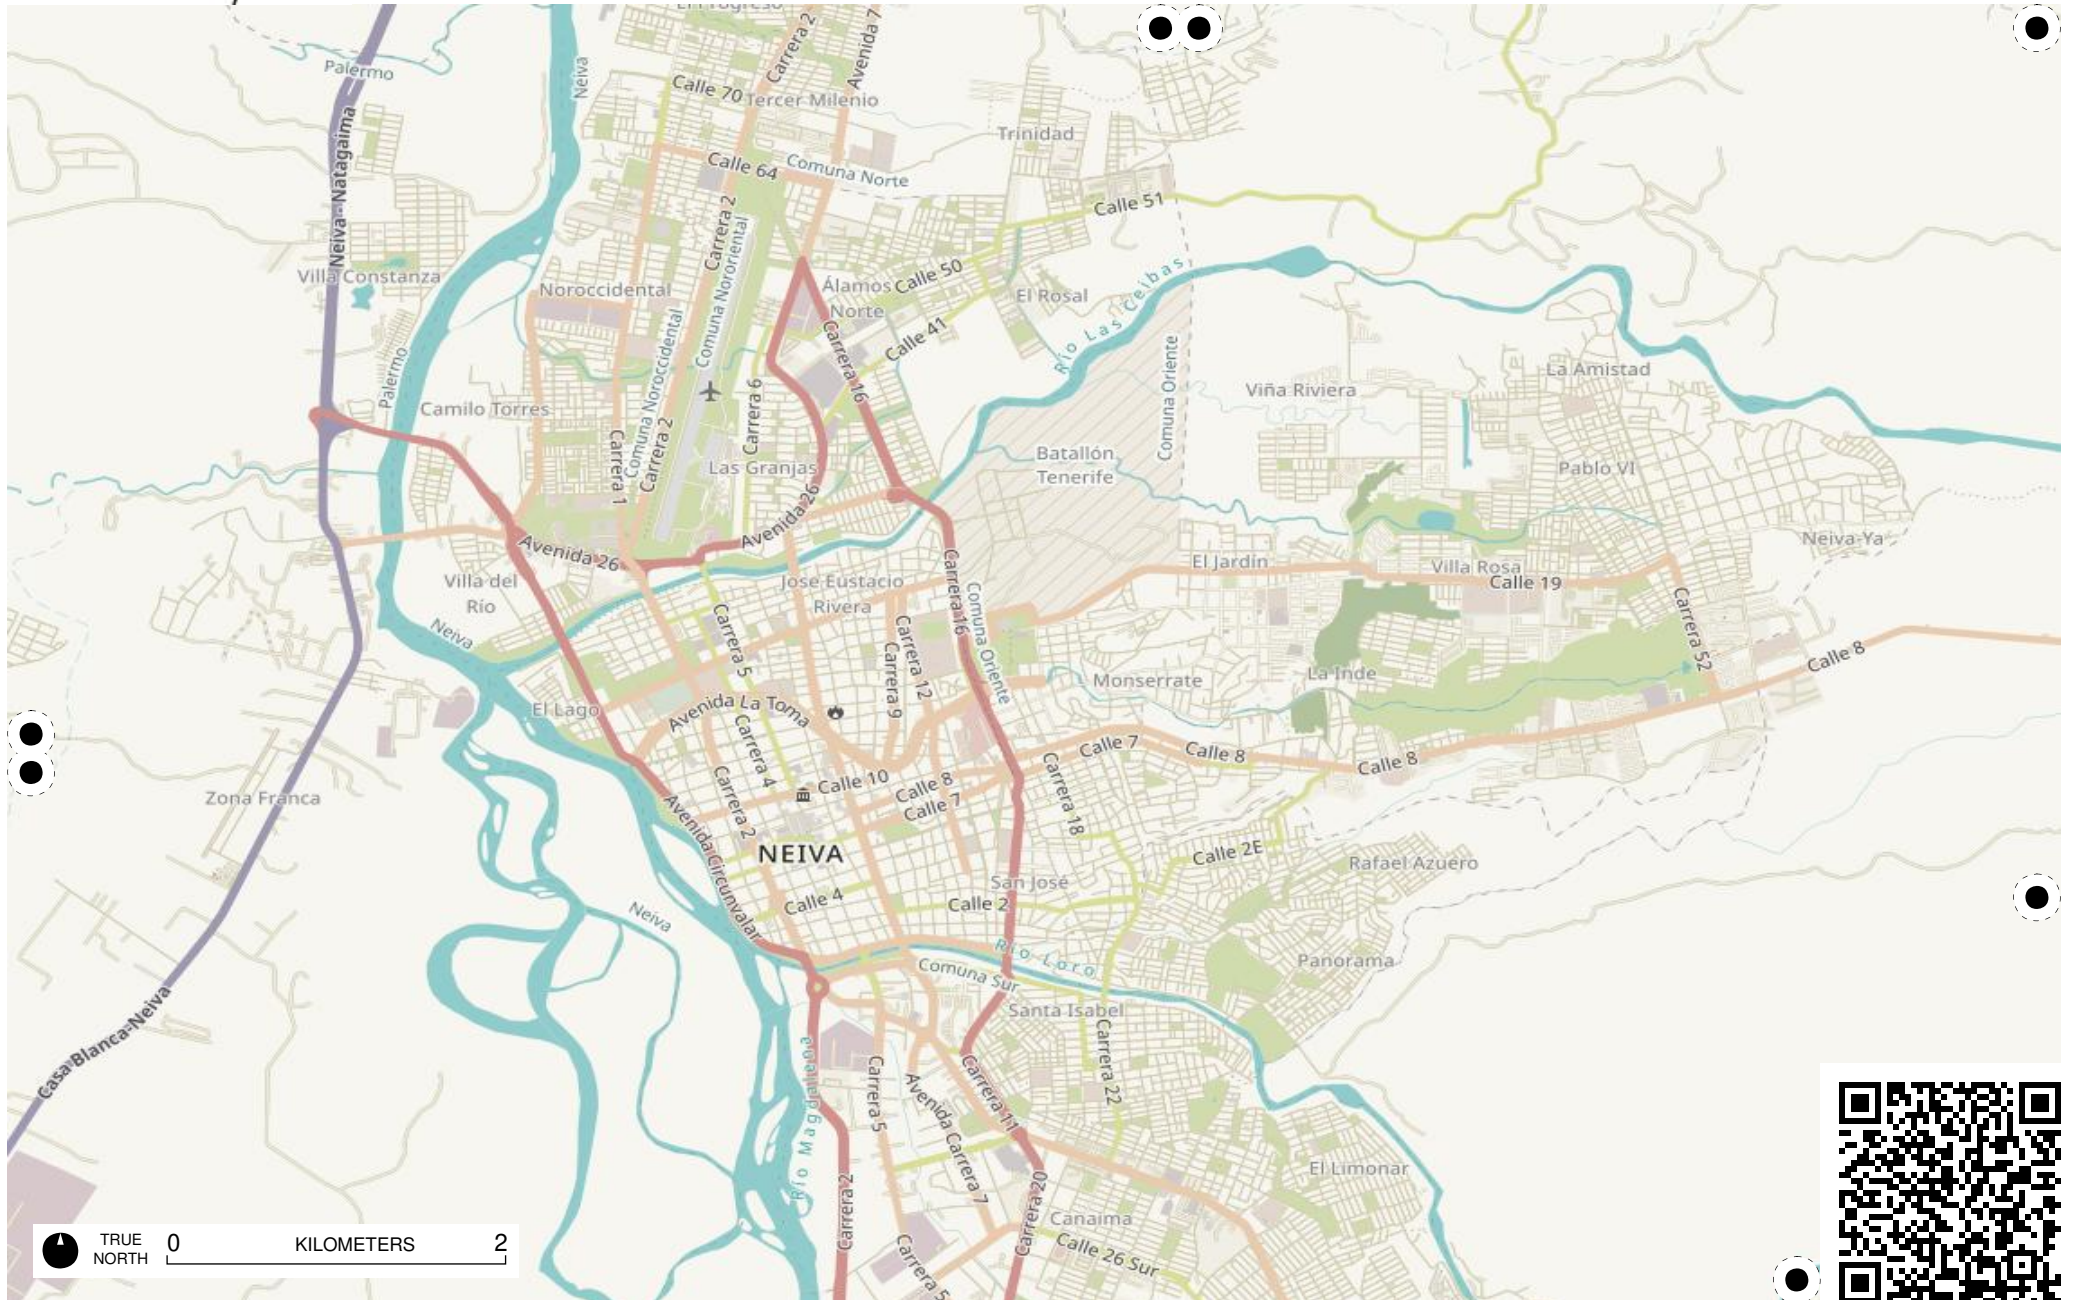 El Progreso
Carrera 2
Avenida 7
Palermo
Neiva
Calle 70
Tercer Milenio
Trinidad
Neiva - Natagaima
Calle 64
Comuna Norte
Calle 51
Carrera 2
Comuna Nororiental
Villa Constanza
Noroccidental
Álamos
Norte
Calle 50
El Rosal
Río Las Ceibas
Calle 41
Carrera 16
Comuna Oriente
Palermo
Camilo Torres
Comuna Noroccidental
Carrera 2
Carrera 1
Carrera 6
Las Granjas
Viña Riviera
La Amistad
Batallón
Tenerife
Pablo VI
Avenida 26
Avenida 26
Neiva-Ya
El Jardín
Villa Rosa
Calle 19
Villa del
Río
Jose Eustacio
Rivera
Carrera 16
Comuna Oriente
Carrera 5
Carrera 12
Carrera 9
Carrera 52
Calle 8
Neiva
La Inde
Monserrate
El Lago
Avenida La Toma
Carrera 4
Calle 7
Calle 8
Calle 8
Zona Franca
Carrera 2
Calle 10
Calle 8
Calle 7
Carrera 18
Avenida Circunvalar
NEIVA
Calle 2E
Rafael Azuero
San José
Calle 4
Calle 2
Neiva
Río Loro
Comuna Sur
Panorama
Santa Isabel
Casa Blanca-Neiva
Río Magdalena
Carrera 5
Avenida Carrera 7
Carrera 11
Carrera 22
El Limonar
Carrera 2
Carrera 20
Canaima
Calle 26 Sur
Carrera 5
TRUE
NORTH
0 KILOMETERS 2